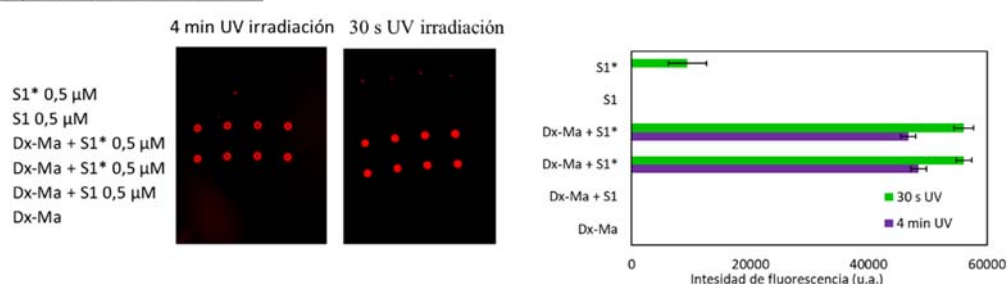 4 min UV irradiación 30 s UV irradiación
S1* 0,5 µM
S1 0,5 µM
Dx-Ma + S1* 0,5 µM
Dx-Ma + S1* 0,5 µM
Dx-Ma + S1 0,5 µM
Dx-Ma
S1*
S1
Dx-Ma + S1*
Dx-Ma + S1*
Dx-Ma + S1
Dx-Ma
30 s UV
4 min UV
0 20000 40000 60000
Intesidad de fluorescencia (u.a.)